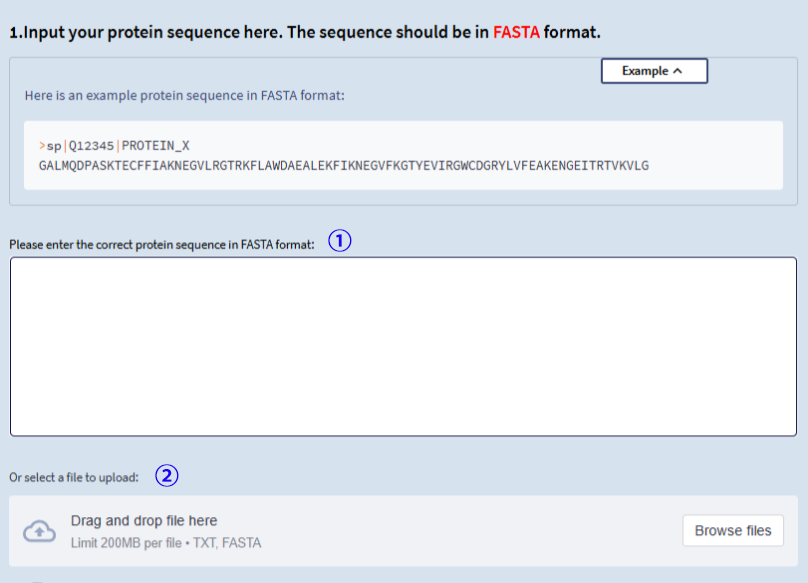 1.Input your protein sequence here. The sequence should be in FASTA format.
Example
Here is an example protein sequence in FASTA format:
>sp|Q12345|PROTEIN_X
GALMQDPASKTECFFIAKNEGVLRGTRKFLAWDAEALEKFIKNEGVFKGTYEVIRGWCDGRYLVFEAKENGEITRTVKVLG
Please enter the correct protein sequence in FASTA format: ①
Or select a file to upload: ②
Drag and drop file here
Limit 200MB per file • TXT, FASTA
Browse files